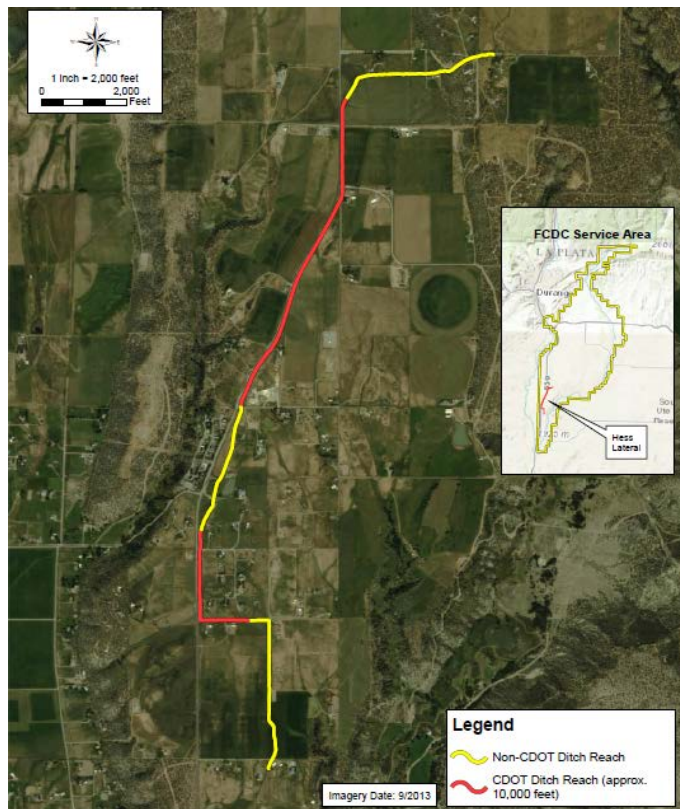 N
1 Inch = 2,000 feet
0 2,000
Feet
FCDC Service Area
LA PLATA
Durang
Hess
Lateral
Legend
Non-CDOT Ditch Reach
CDOT Ditch Reach (approx.
10,000 feet)
Imagery Date: 9/2013